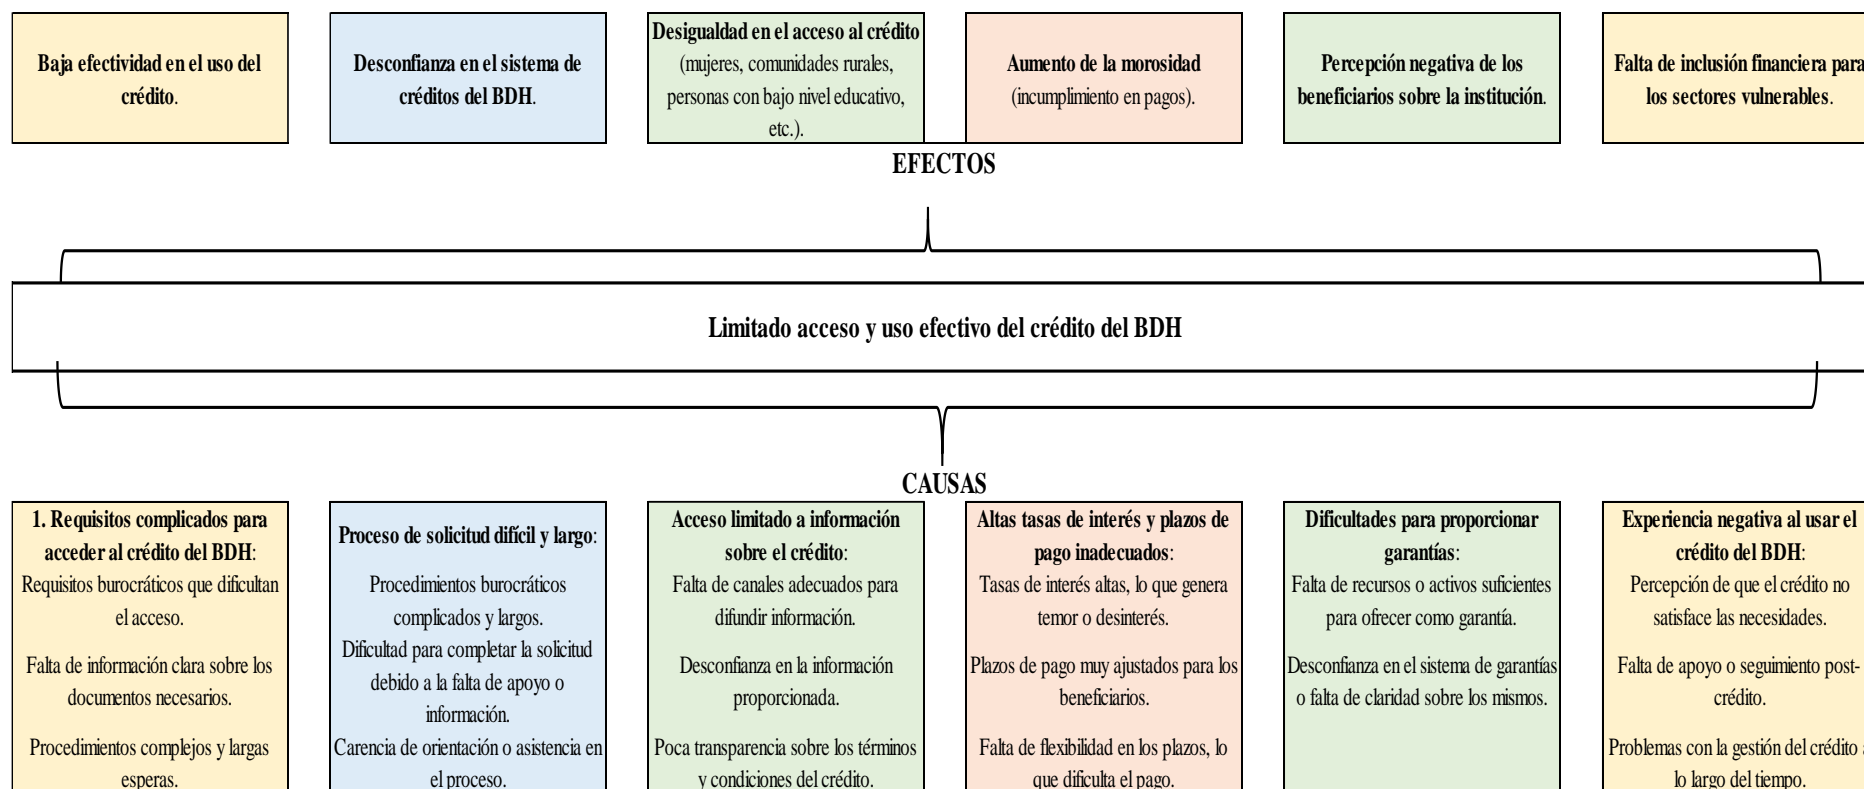 Baja efectividad en el uso del
crédito.
Desconfianza en el sistema de
créditos del BDH.
Desigualdad en el acceso al crédito
(mujeres, comunidades rurales,
personas con bajo nivel educativo,
etc.).
Aumento de la morosidad
(incumplimiento en pagos).
Percepción negativa de los
beneficiarios sobre la institución.
Falta de inclusión financiera para
los sectores vulnerables.
EFECTOS
Limitado acceso y uso efectivo del crédito del BDH
CAUSAS
1. Requisitos complicados para
acceder al crédito del BDH:
Requisitos burocráticos que dificultan
el acceso.
Falta de información clara sobre los
documentos necesarios.
Procedimientos complejos y largas
esperas.
Proceso de solicitud difícil y largo:
Procedimientos burocráticos
complicados y largos.
Dificultad para completar la solicitud
debido a la falta de apoyo o
información.
Carencia de orientación o asistencia en
el proceso.
Acceso limitado a información
sobre el crédito:
Falta de canales adecuados para
difundir información.
Desconfianza en la información
proporcionada.
Poca transparencia sobre los términos
y condiciones del crédito.
Altas tasas de interés y plazos de
pago inadecuados:
Tasas de interés altas, lo que genera
temor o desinterés.
Plazos de pago muy ajustados para los
beneficiarios.
Falta de flexibilidad en los plazos, lo
que dificulta el pago.
Dificultades para proporcionar
garantías:
Falta de recursos o activos suficientes
para ofrecer como garantía.
Desconfianza en el sistema de garantías
o falta de claridad sobre los mismos.
Experiencia negativa al usar el
crédito del BDH:
Percepción de que el crédito no
satisface las necesidades.
Falta de apoyo o seguimiento post-
crédito.
Problemas con la gestión del crédito a
lo largo del tiempo.